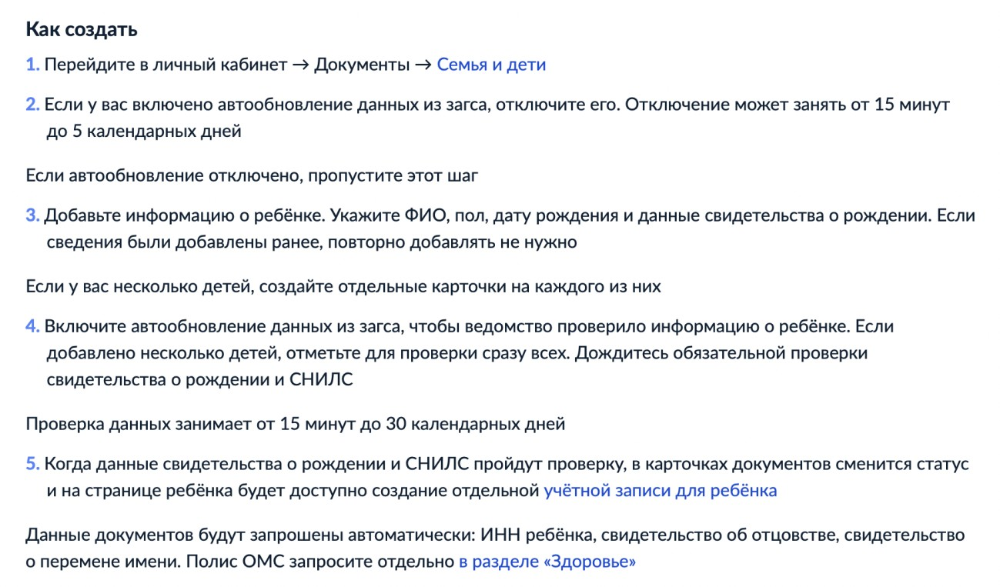 Как создать
1. Перейдите в личный кабинет → Документы → Семья и дети
2. Если у вас включено автообновление данных из загса, отключите его. Отключение может занять от 15 минут
до 5 календарных дней
Если автообновление отключено, пропустите этот шаг
3. Добавьте информацию о ребёнке. Укажите ФИО, пол, дату рождения и данные свидетельства о рождении. Если
сведения были добавлены ранее, повторно добавлять не нужно
Если у вас несколько детей, создайте отдельные карточки на каждого из них
4. Включите автообновление данных из загса, чтобы ведомство проверило информацию о ребёнке. Если
добавлено несколько детей, отметьте для проверки сразу всех. Дождитесь обязательной проверки
свидетельства о рождении и СНИЛС
Проверка данных занимает от 15 минут до 30 календарных дней
5. Когда данные свидетельства о рождении и СНИЛС пройдут проверку, в карточках документов сменится статус
и на странице ребёнка будет доступно создание отдельной учётной записи для ребёнка
Данные документов будут запрошены автоматически: ИНН ребёнка, свидетельство об отцовстве, свидетельство
о перемене имени. Полис ОМС запросите отдельно в разделе «Здоровье»